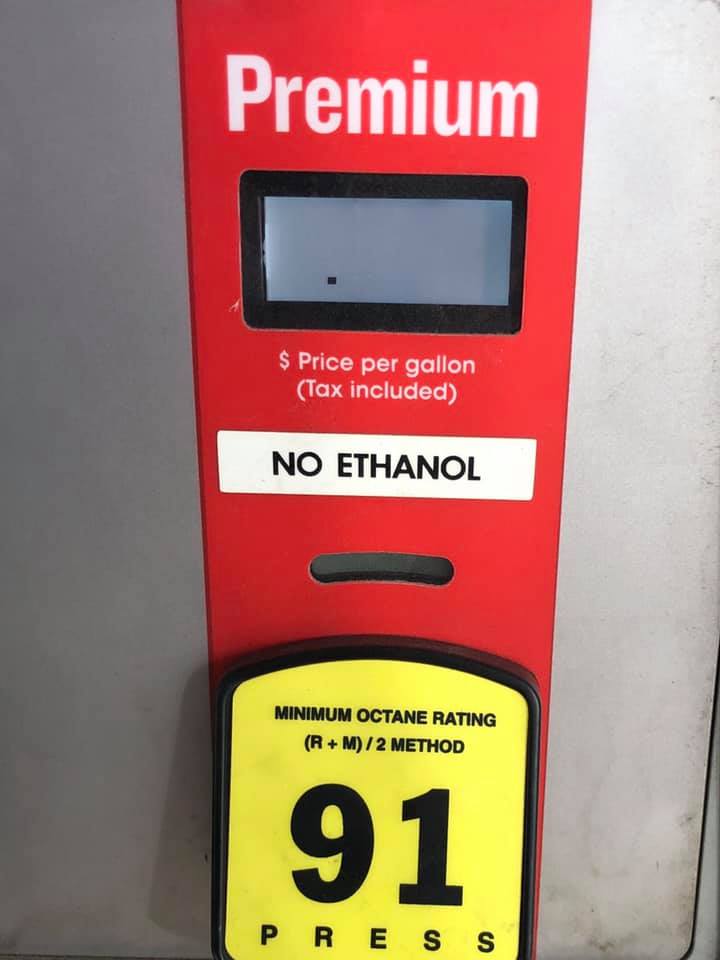 Premium
.
$ Price per gallon
(Tax included)
NO ETHANOL
MINIMUM OCTANE RATING
(R + M) / 2 METHOD
91
PRESS